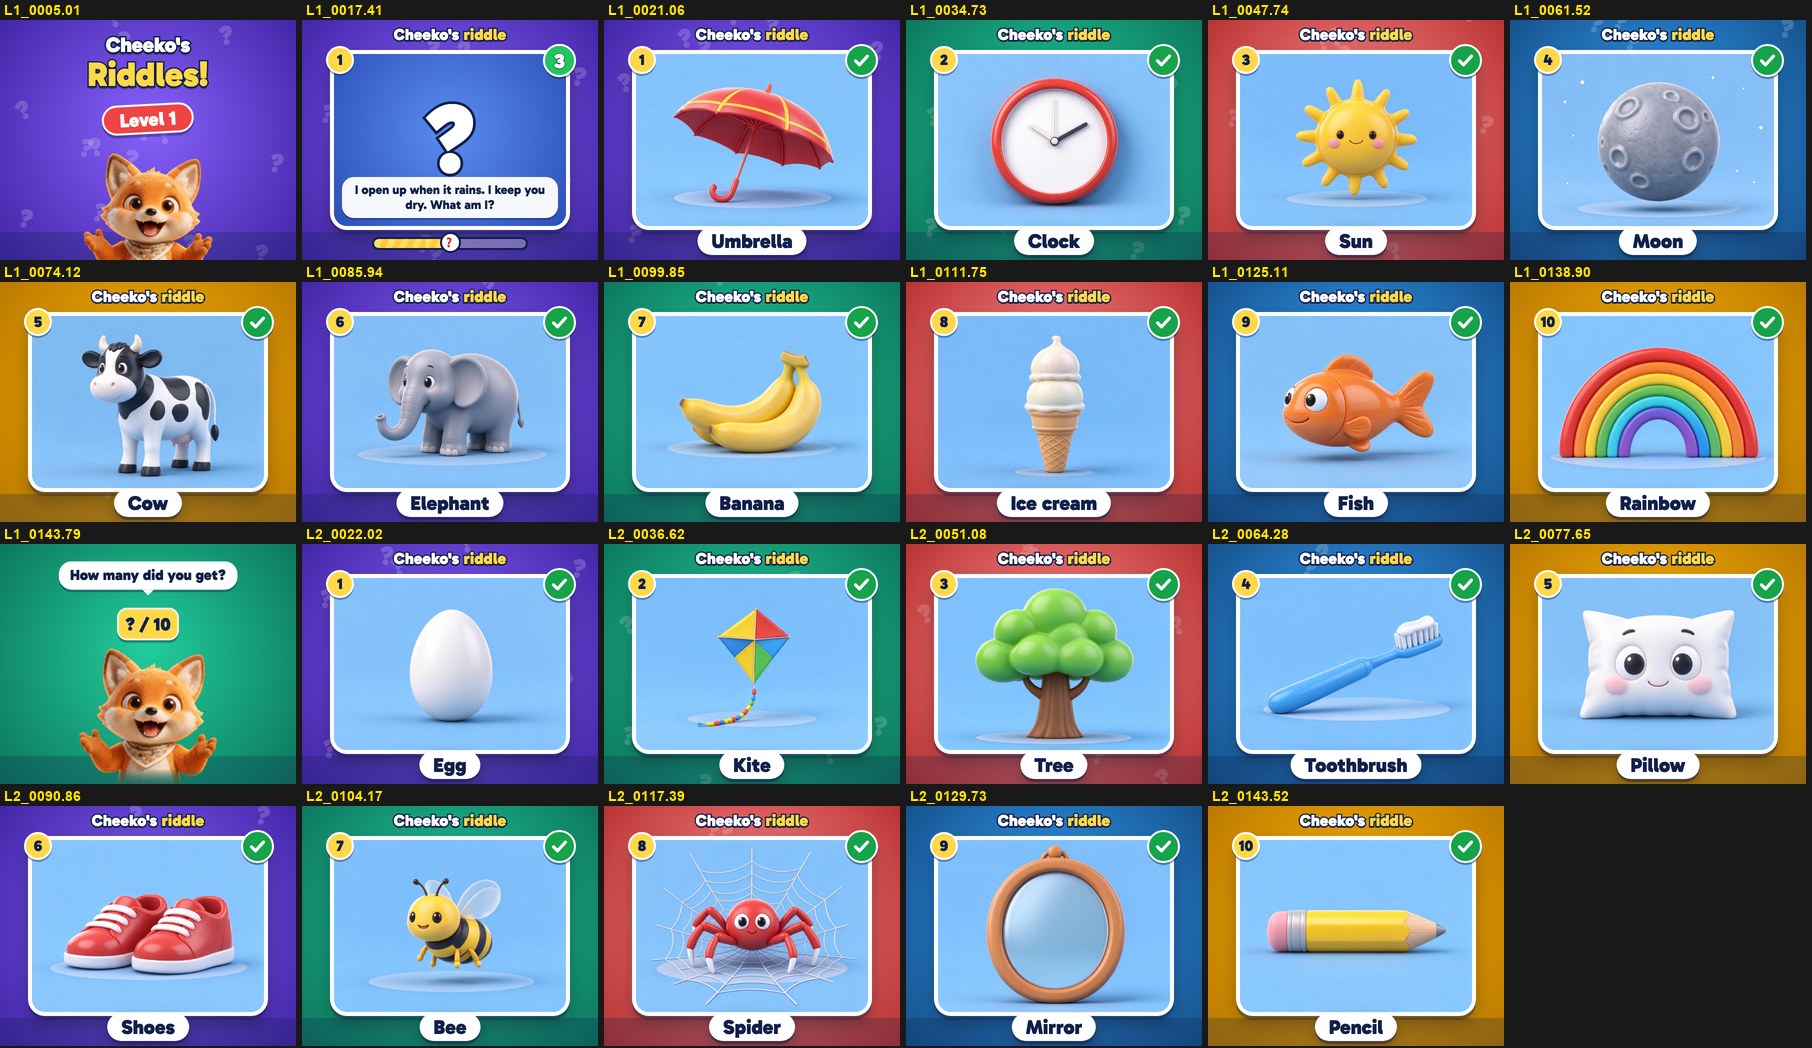 L1_0005.01
Cheeko's
Riddles!
Level 1
L1_0017.41
Cheeko's riddle
1
3
?
I open up when it rains. I keep you
dry. What am I?
?
L1_0021.06
Cheeko's riddle
1
Umbrella
L1_0034.73
Cheeko's riddle
2
Clock
L1_0047.74
Cheeko's riddle
3
Sun
L1_0061.52
Cheeko's riddle
4
Moon
L1_0074.12
Cheeko's riddle
5
Cow
L1_0085.94
Cheeko's riddle
6
Elephant
L1_0099.85
Cheeko's riddle
7
Banana
L1_0111.75
Cheeko's riddle
8
Ice cream
L1_0125.11
Cheeko's riddle
9
Fish
L1_0138.90
Cheeko's riddle
10
Rainbow
L1_0143.79
How many did you get?
? / 10
L2_0022.02
Cheeko's riddle
1
Egg
L2_0036.62
Cheeko's riddle
2
Kite
L2_0051.08
Cheeko's riddle
3
Tree
L2_0064.28
Cheeko's riddle
4
Toothbrush
L2_0077.65
Cheeko's riddle
5
Pillow
L2_0090.86
Cheeko's riddle
6
Shoes
L2_0104.17
Cheeko's riddle
7
Bee
L2_0117.39
Cheeko's riddle
8
Spider
L2_0129.73
Cheeko's riddle
9
Mirror
L2_0143.52
Cheeko's riddle
10
Pencil